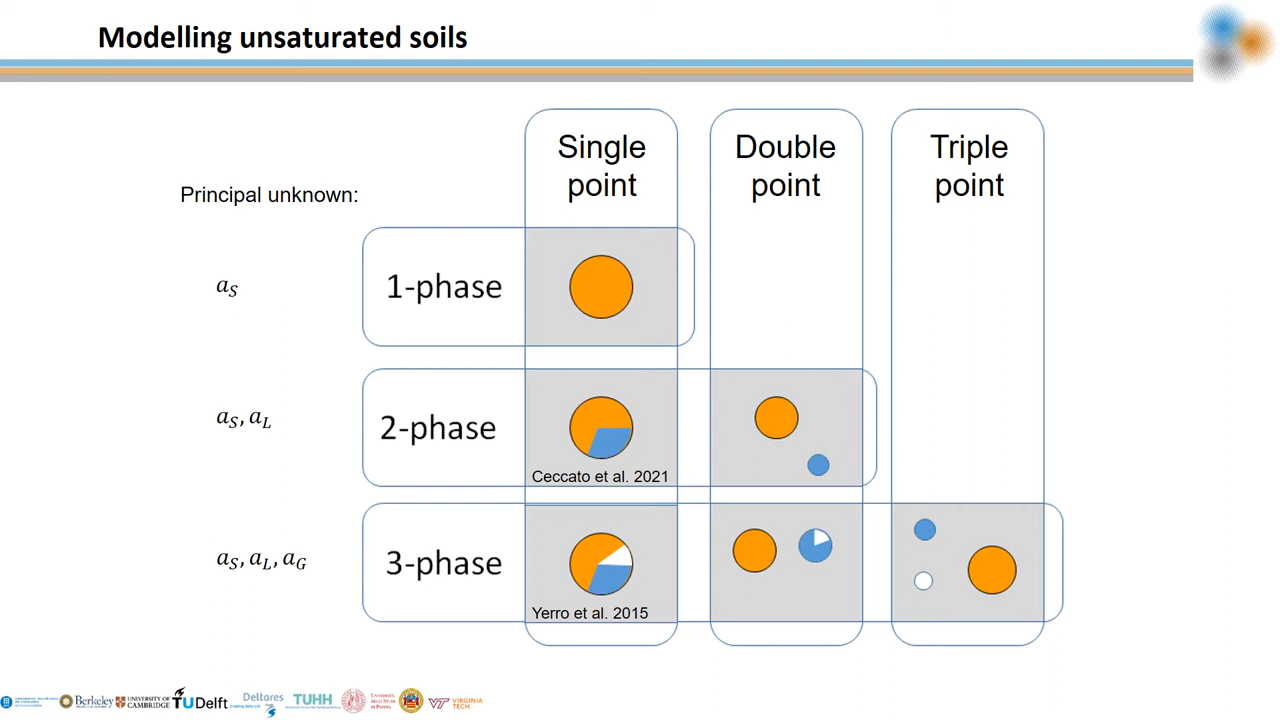 Modelling unsaturated soils
Single
point
Double
point
Triple
point
Principal unknown:
a_S
1-phase
a_S, a_L
2-phase
Ceccato et al. 2021
a_S, a_L, a_G
3-phase
Yerro et al. 2015
Berkeley
UNIVERSITY OF
CAMBRIDGE
TUDelft
Deltares
TUHH
VT VIRGINIA
TECH.